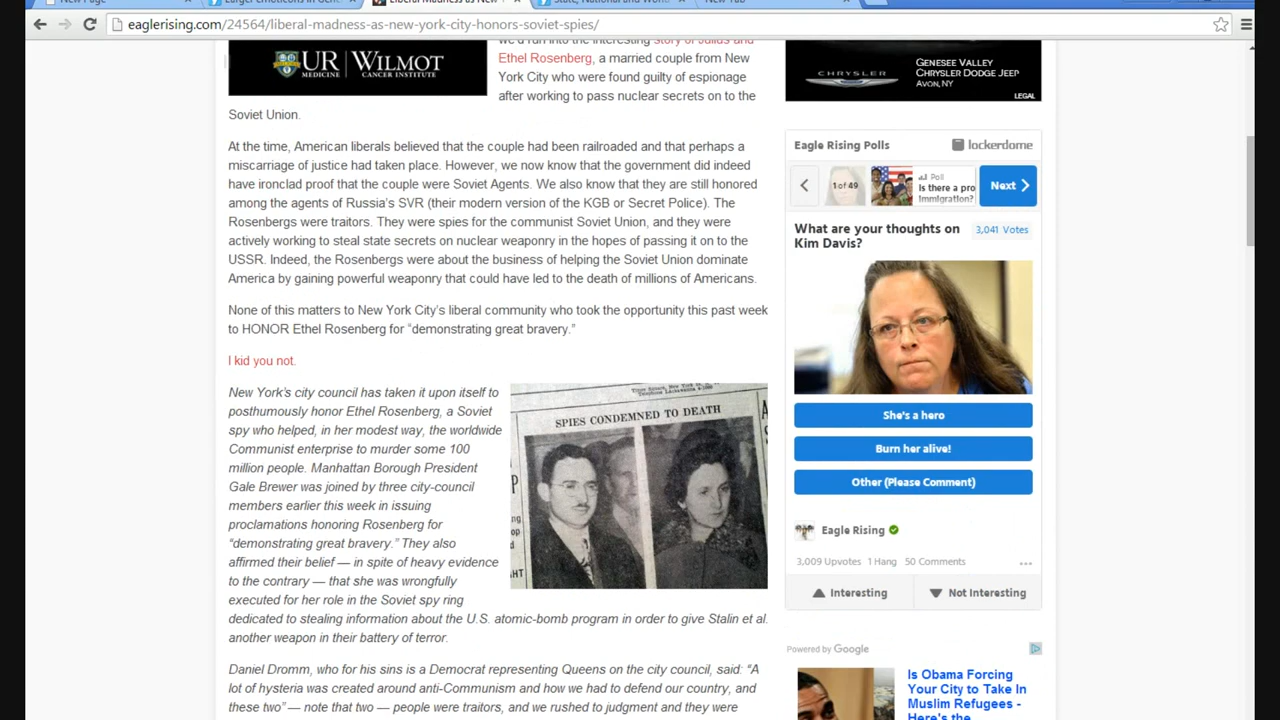 New Page
Liberal Madness as New
State, National and
New Tab
eaglerising.com/24564/liberal-madness-as-new-york-city-honors-soviet-spies/
UR MEDICINE | WILMOT CANCER INSTITUTE
we'd run into the interesting story of Julius and
Ethel Rosenberg, a married couple from New
York City who were found guilty of espionage
after working to pass nuclear secrets on to the
Soviet Union.
At the time, American liberals believed that the couple had been railroaded and that perhaps a
miscarriage of justice had taken place. However, we now know that the government did indeed
have ironclad proof that the couple were Soviet Agents. We also know that they are still honored
among the agents of Russia's SVR (their modern version of the KGB or Secret Police). The
Rosenbergs were traitors. They were spies for the communist Soviet Union, and they were
actively working to steal state secrets on nuclear weaponry in the hopes of passing it on to the
USSR. Indeed, the Rosenbergs were about the business of helping the Soviet Union dominate
America by gaining powerful weaponry that could have led to the death of millions of Americans.
None of this matters to New York City's liberal community who took the opportunity this past week
to HONOR Ethel Rosenberg for “demonstrating great bravery.”
I kid you not.
New York's city council has taken it upon itself to
posthumously honor Ethel Rosenberg, a Soviet
spy who helped, in her modest way, the worldwide
Communist enterprise to murder some 100
million people. Manhattan Borough President
Gale Brewer was joined by three city-council
members earlier this week in issuing
proclamations honoring Rosenberg for
“demonstrating great bravery.” They also
affirmed their belief — in spite of heavy evidence
to the contrary — that she was wrongfully
executed for her role in the Soviet spy ring
dedicated to stealing information about the U.S. atomic-bomb program in order to give Stalin et al.
another weapon in their battery of terror.
Daniel Dromm, who for his sins is a Democrat representing Queens on the city council, said: “A
lot of hysteria was created around anti-Communism and how we had to defend our country, and
these two” — note that two — people were traitors, and we rushed to judgment and they were
SPIES CONDEMNED TO DEATH
CHRYSLER
GENESEE VALLEY
CHRYSLER DODGE JEEP
AVON, NY
LEGAL
Eagle Rising Polls
lockerdome
1 of 49
Poll
Is there a pro
Immigration?
Next
What are your thoughts on
Kim Davis?
3,041 Votes
She's a hero
Burn her alive!
Other (Please Comment)
Eagle Rising
3,009 Upvotes 1 Hang 50 Comments
Interesting
Not Interesting
Powered by Google
Is Obama Forcing
Your City to Take In
Muslim Refugees -
Here's the